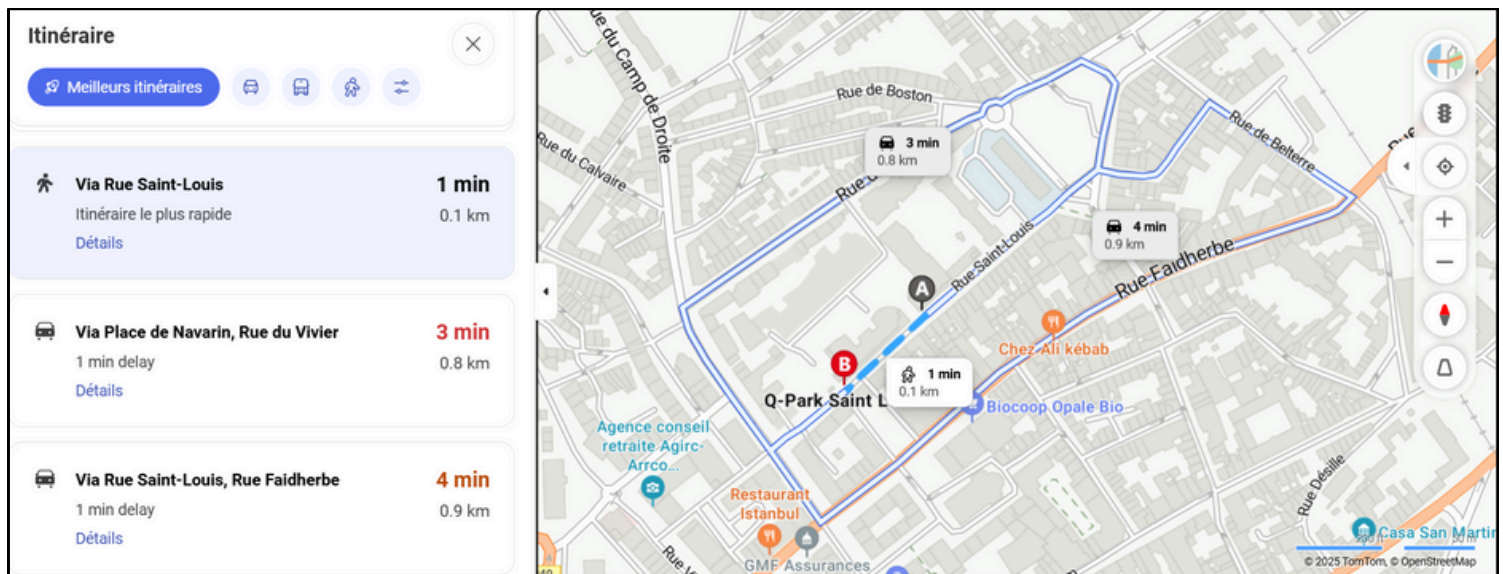 Itinéraire
Meilleurs itinéraires
Via Rue Saint-Louis
1 min
Itinéraire le plus rapide
0.1 km
Détails
Via Place de Navarin, Rue du Vivier
3 min
1 min delay
0.8 km
Détails
Via Rue Saint-Louis, Rue Faidherbe
4 min
1 min delay
0.9 km
Détails
Rue du Camp de Droite
Rue de Boston
Rue du Calvaire
3 min
0.8 km
Rue de Belterre
4 min
0.9 km
Rue Saint-Louis
Rue Faidherbe
A
Chez Ali kébab
B
1 min
0.1 km
Q-Park Saint L
Biocoop Opale Bio
Agence conseil
retraite Agirc-
Arrco...
Restaurant
Istanbul
GMF Assurances
Rue Désille
Casa San Martin
© 2025 TomTom, © OpenStreetMap